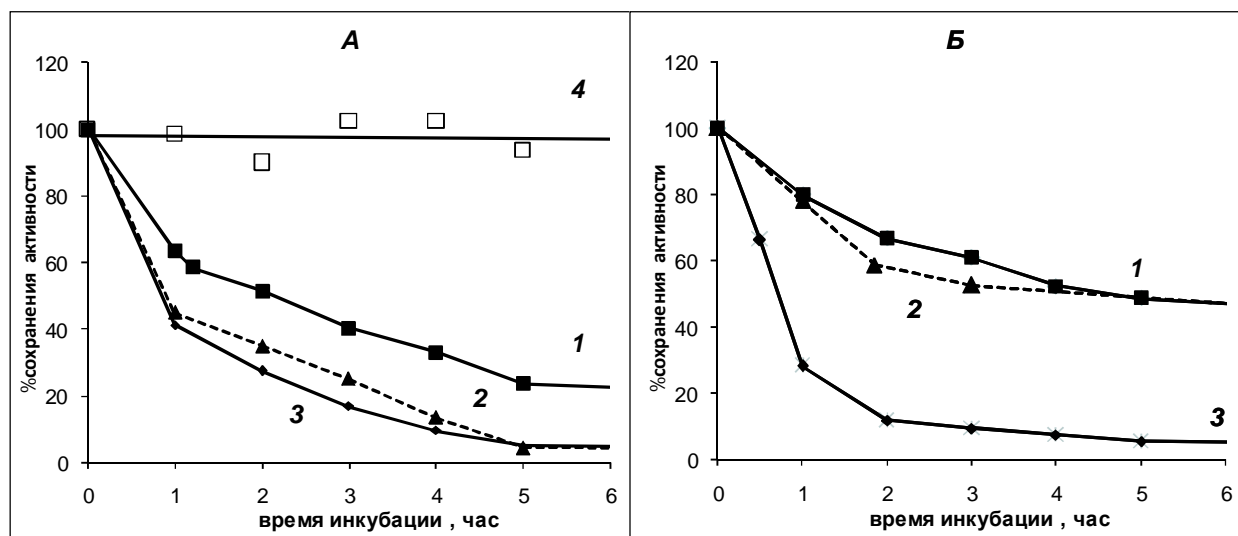 А
120
100
80
60
40
20
0
%сохранения активности
4
1
2
3
0 1 2 3 4 5 6
время инкубации , час
Б
120
100
80
60
40
20
0
%сохранения активности
1
2
3
0 1 2 3 4 5 6
время инкубации , час